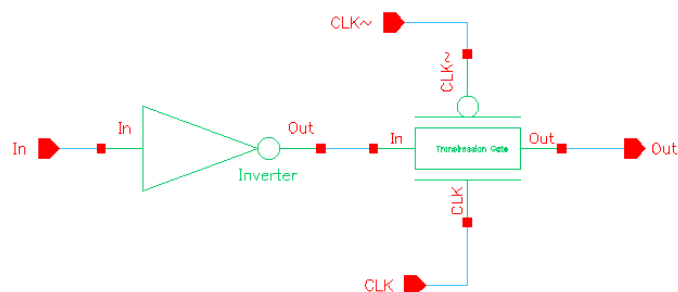 CLK~
CLK~
In
In
Out
In
Transmission Gate
Out
Out
Inverter
CLK
CLK